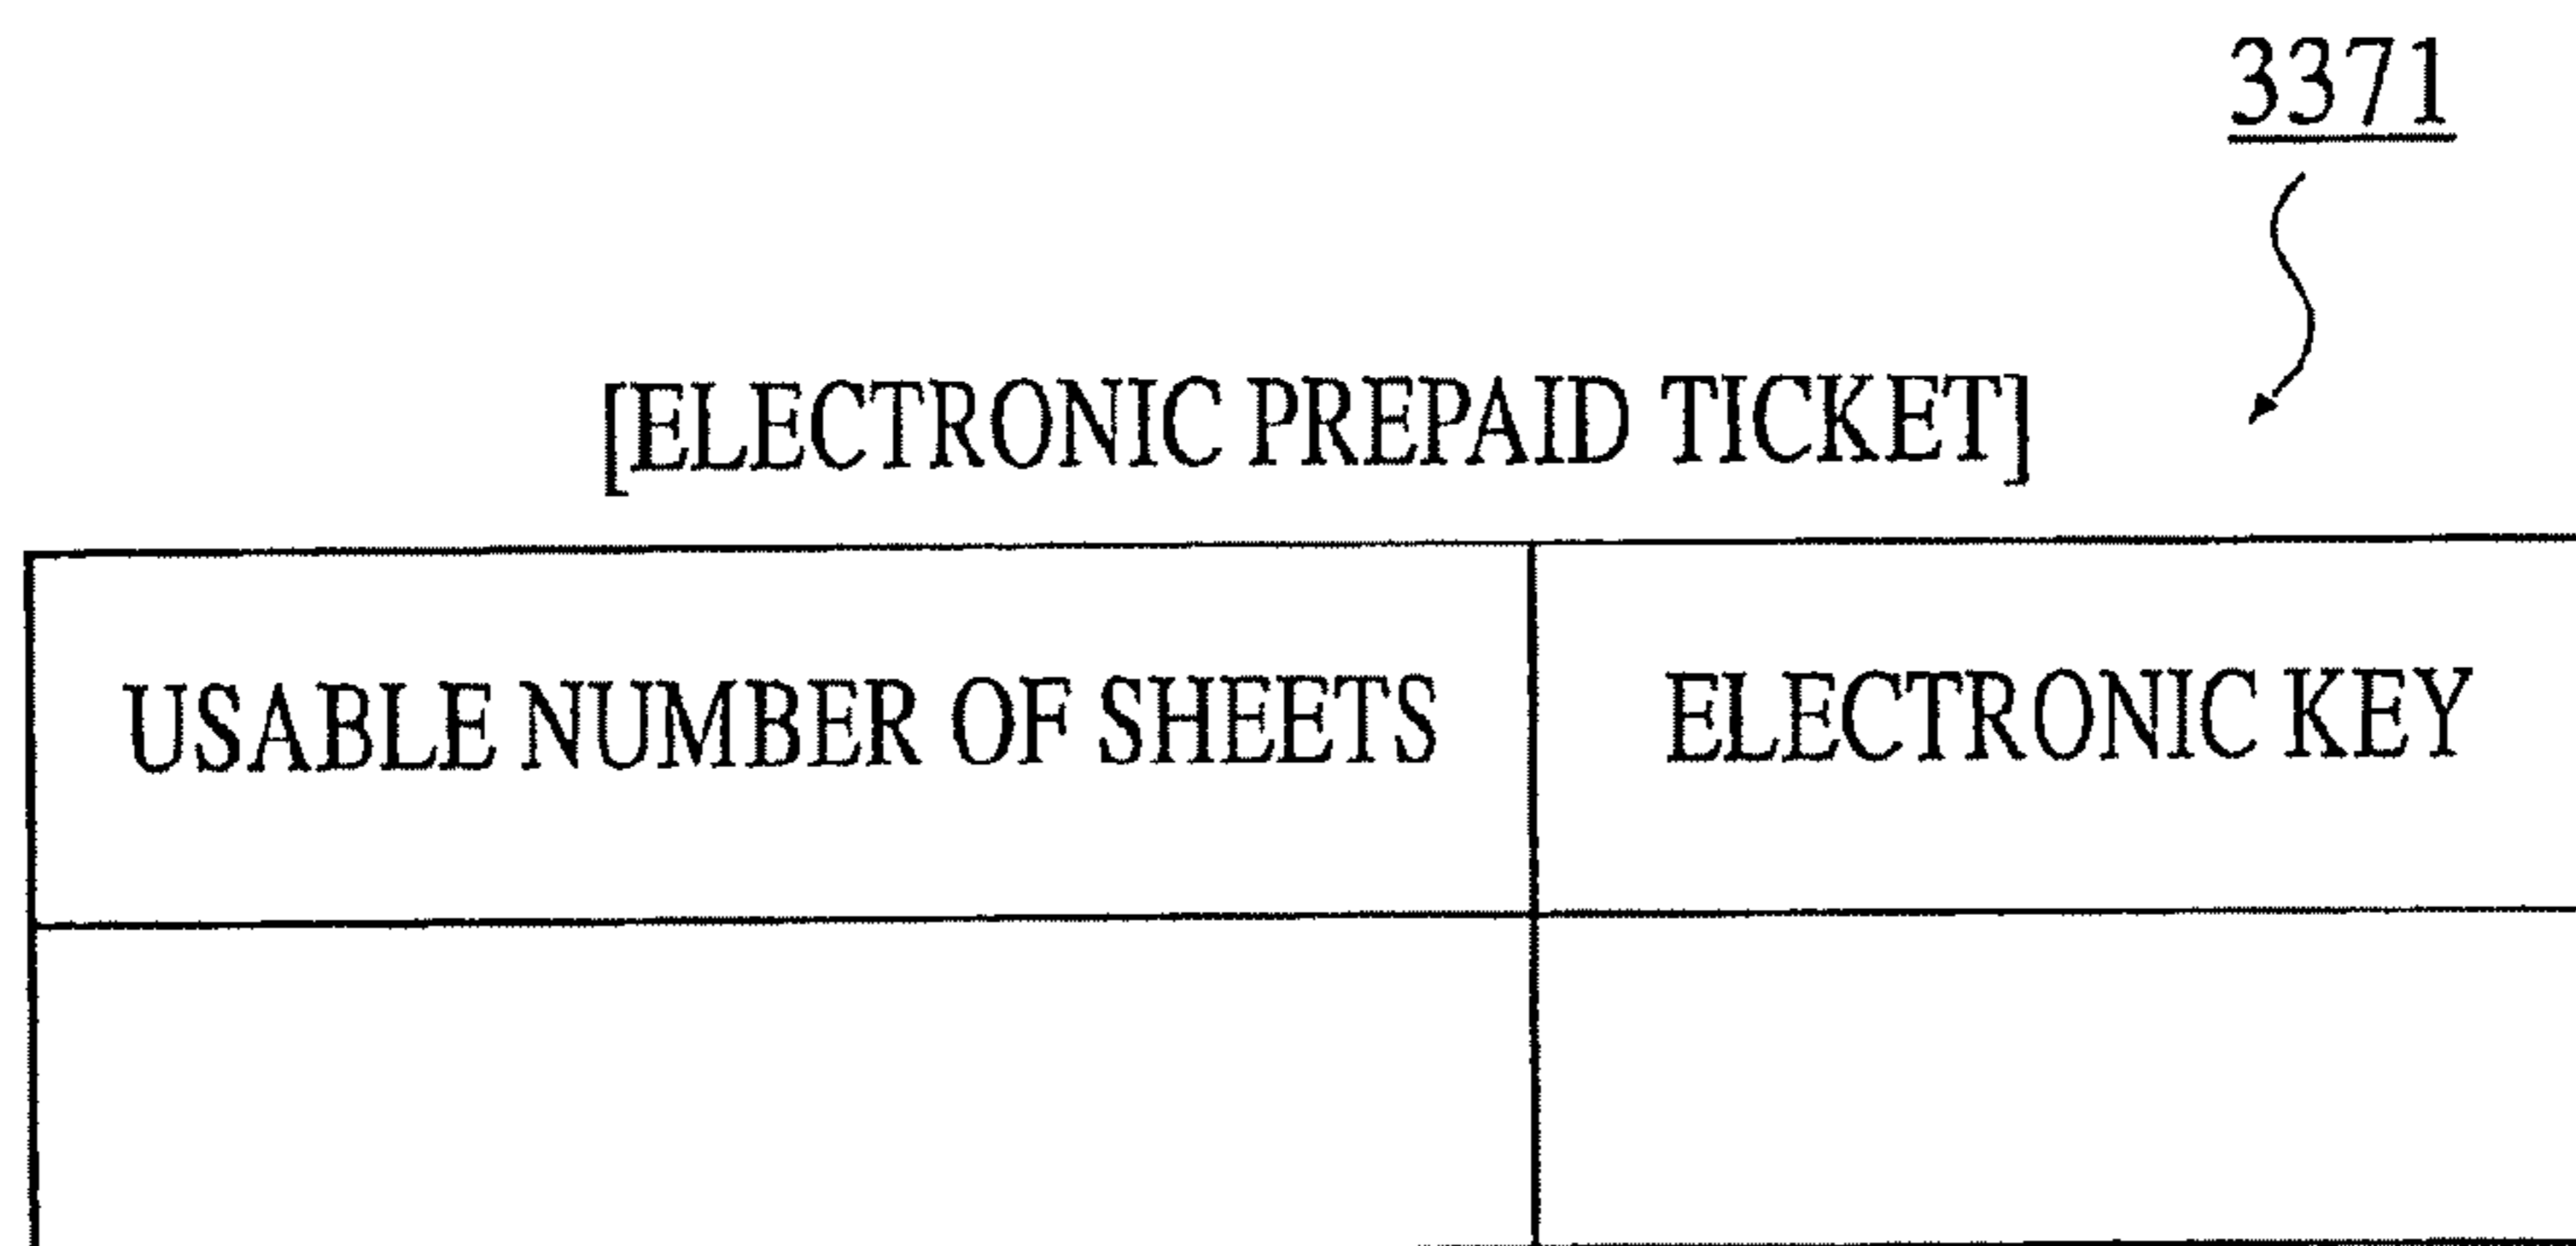 3371
[ELECTRONIC PREPAID TICKET]
USABLE NUMBER OF SHEETS ELECTRONIC KEY